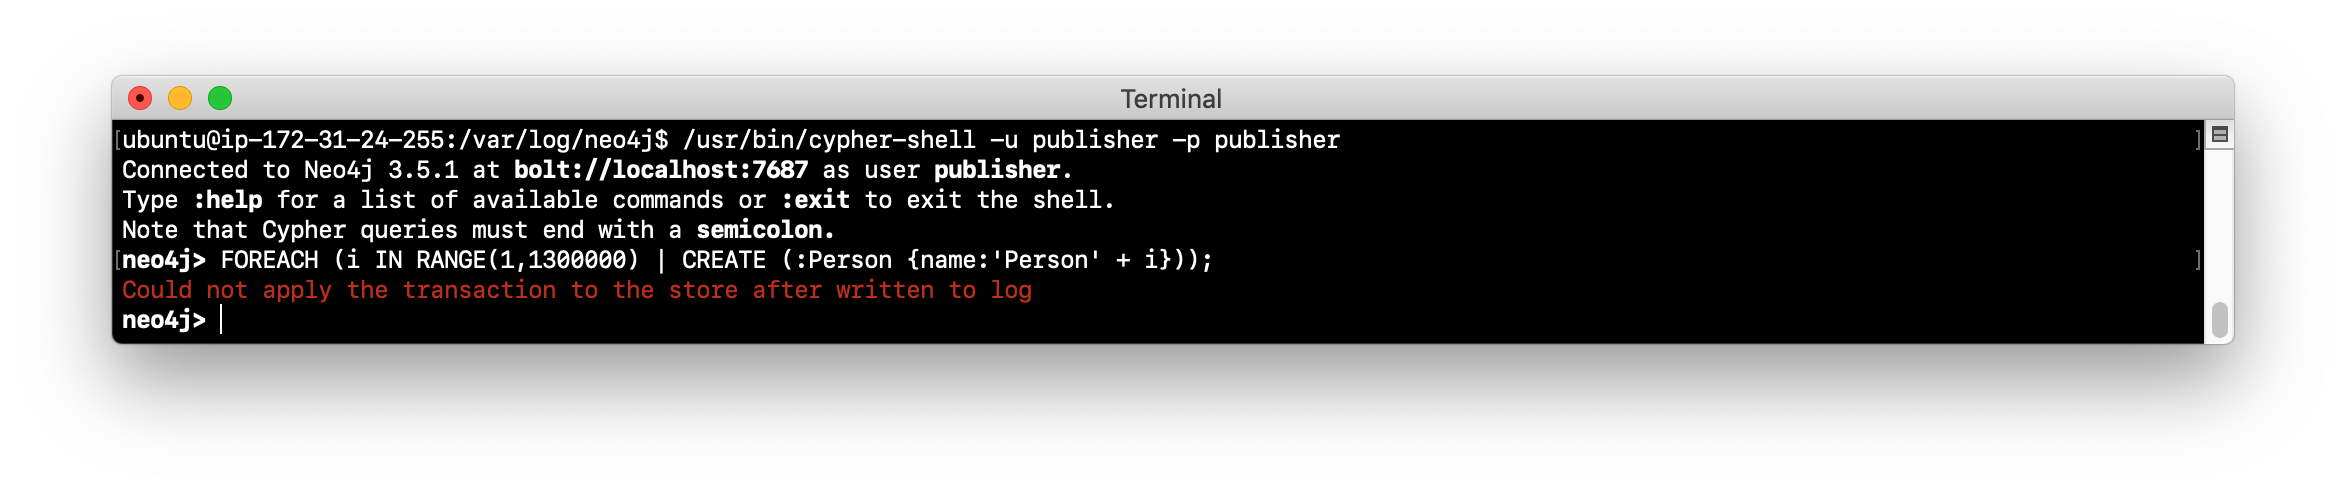 Terminal
[ubuntu@ip-172-31-24-255:/var/log/neo4j$ /usr/bin/cypher-shell -u publisher -p publisher ]
Connected to Neo4j 3.5.1 at bolt://localhost:7687 as user publisher.
Type :help for a list of available commands or :exit to exit the shell.
Note that Cypher queries must end with a semicolon.
[neo4j> FOREACH (i IN RANGE(1,1300000) | CREATE (:Person {name:'Person' + i})); ]
Could not apply the transaction to the store after written to log
neo4j>